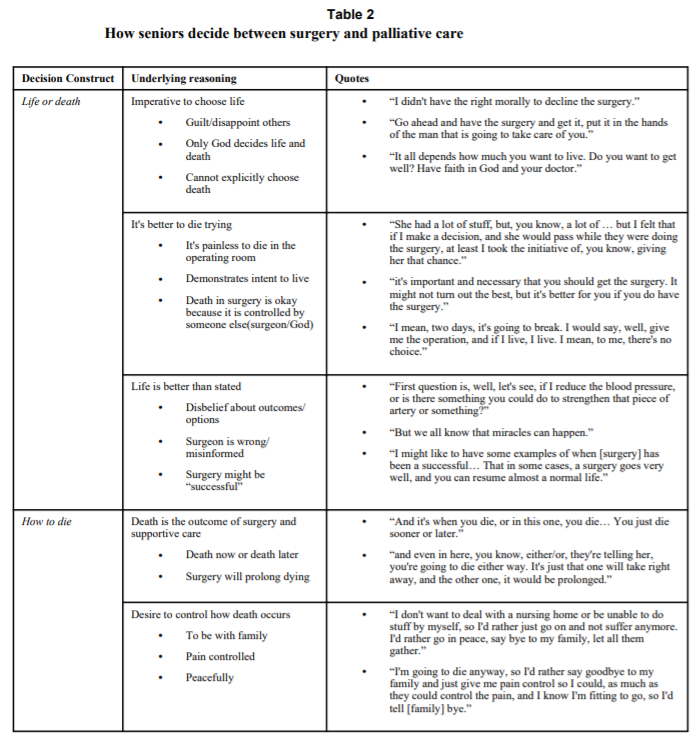 Table 2
How seniors decide between surgery and palliative care
Decision Construct Underlying reasoning Quotes
Life or death
Imperative to choose life
• Guilt/disappoint others
• Only God decides life and
death
• Cannot explicitly choose
death
• “I didn't have the right morally to decline the surgery.”
• “Go ahead and have the surgery and get it, put it in the hands
of the man that is going to take care of you.”
• “It all depends how much you want to live. Do you want to get
well? Have faith in God and your doctor.”
It's better to die trying
• It's painless to die in the
operating room
• Demonstrates intent to live
• Death in surgery is okay
because it is controlled by
someone else(surgeon/God)
• “She had a lot of stuff, but, you know, a lot of … but I felt that
if I make a decision, and she would pass while they were doing
the surgery, at least I took the initiative of, you know, giving
her that chance.”
• “it's important and necessary that you should get the surgery. It
might not turn out the best, but it's better for you if you do have
the surgery.”
• “I mean, two days, it's going to break. I would say, well, give
me the operation, and if I live, I live. I mean, to me, there's no
choice.”
Life is better than stated
• Disbelief about outcomes/
options
• Surgeon is wrong/
misinformed
• Surgery might be
“successful”
• “First question is, well, let's see, if I reduce the blood pressure,
or is there something you could do to strengthen that piece of
artery or something?”
• “But we all know that miracles can happen.”
• “I might like to have some examples of when [surgery] has
been a successful… That in some cases, a surgery goes very
well, and you can resume almost a normal life.”
How to die
Death is the outcome of surgery and
supportive care
• Death now or death later
• Surgery will prolong dying
• “And it's when you die, or in this one, you die… You just die
sooner or later.”
• “and even in here, you know, either/or, they're telling her,
you're going to die either way. It's just that one will take right
away, and the other one, it would be prolonged.”
Desire to control how death occurs
• To be with family
• Pain controlled
• Peacefully
• “I don't want to deal with a nursing home or be unable to do
stuff by myself, so I'd rather just go on and not suffer anymore.
I'd rather go in peace, say bye to my family, let all them
gather.”
• “I'm going to die anyway, so I'd rather say goodbye to my
family and just give me pain control so I could, as much as
they could control the pain, and I know I'm fitting to go, so I'd
tell [family] bye.”